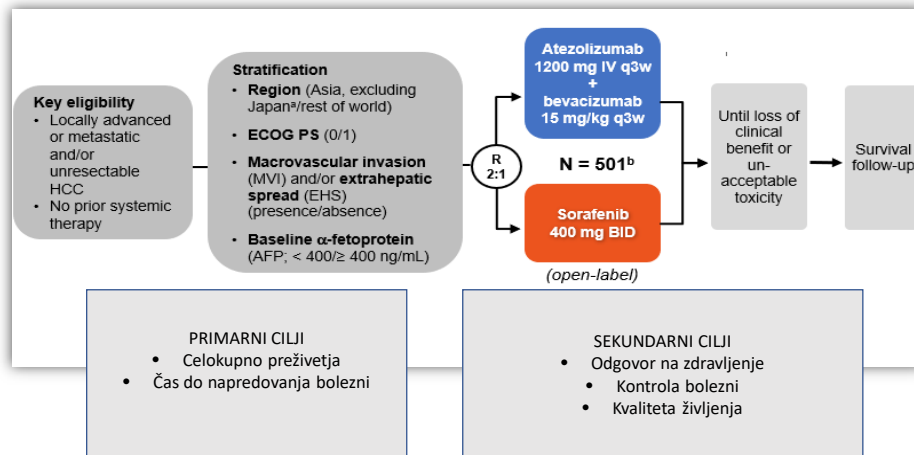 Key eligibility
• Locally advanced
or metastatic
and/or
unresectable
HCC
• No prior systemic
therapy
Stratification
• Region (Asia, excluding
Japanᵃ/rest of world)
• ECOG PS (0/1)
• Macrovascular invasion
(MVI) and/or extrahepatic
spread (EHS)
(presence/absence)
• Baseline α-fetoprotein
(AFP; < 400/≥ 400 ng/mL)
R
2:1
Atezolizumab
1200 mg IV q3w
+
bevacizumab
15 mg/kg q3w
N = 501ᵇ
Sorafenib
400 mg BID
(open-label)
Until loss of
clinical
benefit or
un-
acceptable
toxicity
Survival
follow-up
PRIMARNI CILJI
• Celokupno preživetja
• Čas do napredovanja bolezni
SEKUNDARNI CILJI
• Odgovor na zdravljenje
• Kontrola bolezni
• Kvaliteta življenja